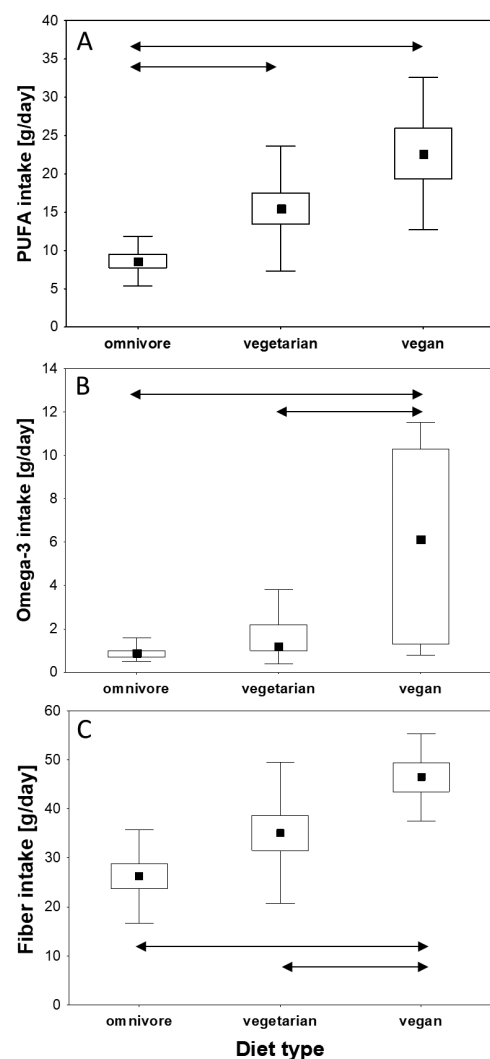 A
PUFA intake [g/day]
40
35
30
25
20
15
10
5
0
omnivore vegetarian vegan
B
Omega-3 intake [g/day]
14
12
10
8
6
4
2
0
omnivore vegetarian vegan
C
Fiber intake [g/day]
60
50
40
30
20
10
0
omnivore vegetarian vegan
Diet type